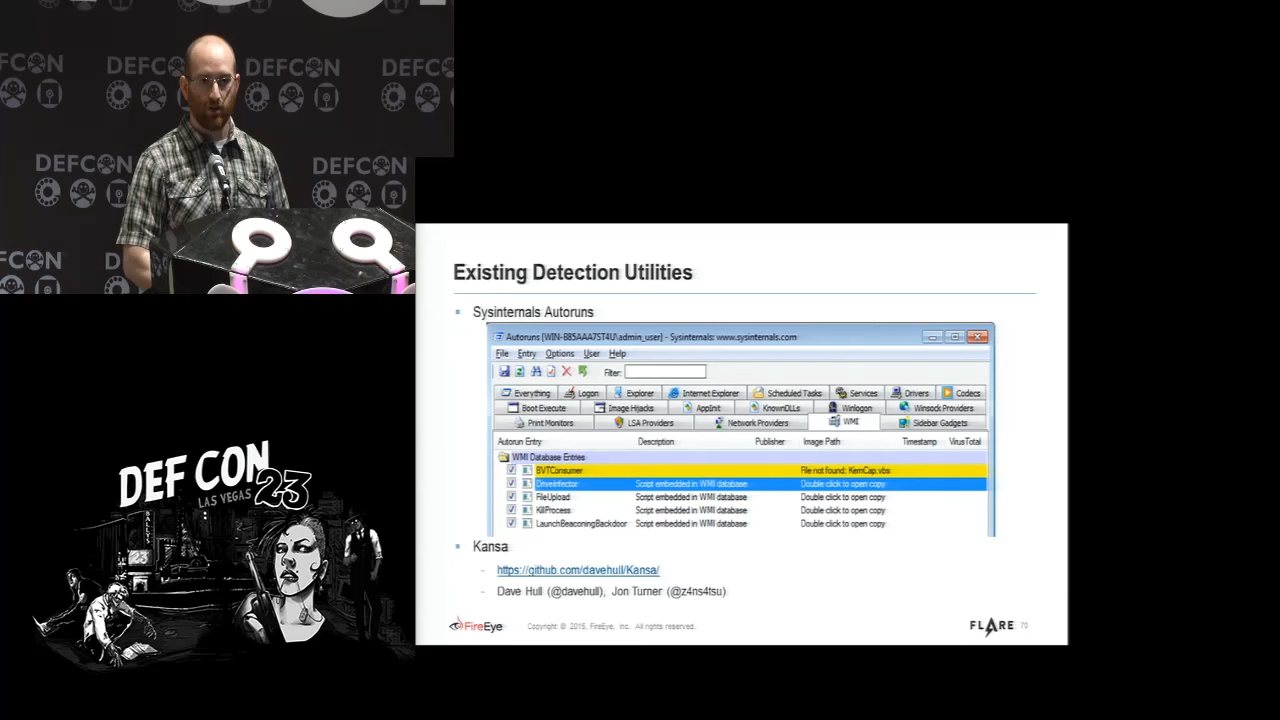 DEFCON
DEFCON
DEFCON
DEFCON
DEFCON
DEFCON
DEFCON
DEF CON
LAS VEGAS 23
BALLYS
23
Existing Detection Utilities
Sysinternals Autoruns
Autoruns [WIN-B85AAA7ST4U\admin_user] - Sysinternals: www.sysinternals.com
File Entry Options User Help
Filter:
Everything Logon Explorer Internet Explorer Scheduled Tasks Services Drivers Codecs
Boot Execute Image Hijacks AppInit KnownDLLs Winlogon Winsock Providers
Print Monitors LSA Providers Network Providers WMI Sidebar Gadgets
Autorun Entry Description Publisher Image Path Timestamp VirusTotal
WMI Database Entries
BVTConsumer File not found: KernCap.vbs
DriveInfector Script embedded in WMI database Double click to open copy
FileUpload Script embedded in WMI database Double click to open copy
KillProcess Script embedded in WMI database Double click to open copy
LaunchBeaconingBackdoor Script embedded in WMI database Double click to open copy
Kansa
- https://github.com/davehull/Kansa/
- Dave Hull (@davehull), Jon Turner (@z4ns4tsu)
FireEye Copyright © 2015, FireEye, Inc. All rights reserved. FLARE 70